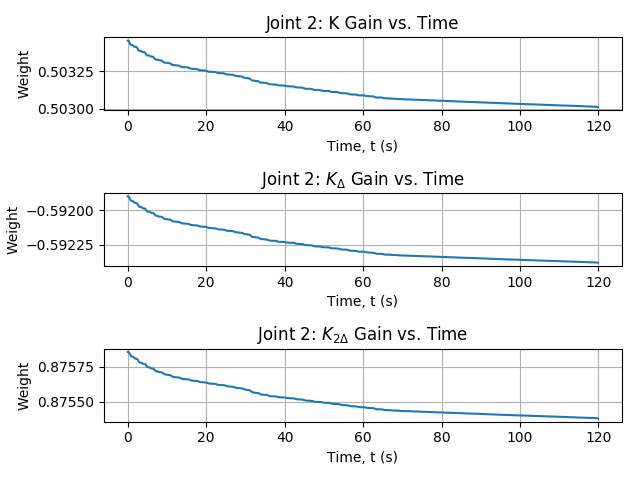 Joint 2: K Gain vs. Time
Weight
0.50325
0.50300
0 20 40 60 80 100 120
Time, t (s)
Joint 2: K_Δ Gain vs. Time
Weight
−0.59200
−0.59225
0 20 40 60 80 100 120
Time, t (s)
Joint 2: K_2Δ Gain vs. Time
Weight
0.87575
0.87550
0 20 40 60 80 100 120
Time, t (s)